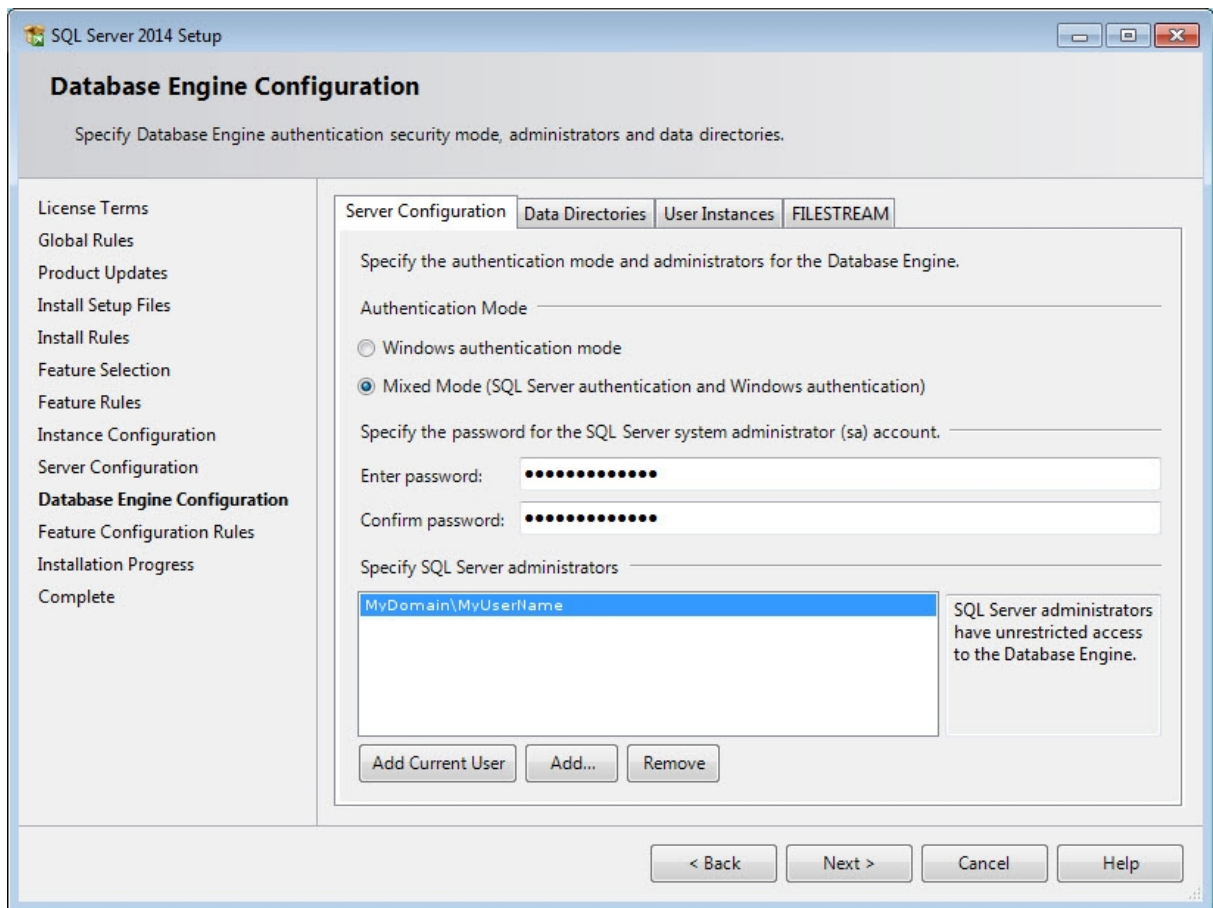 SQL Server 2014 Setup
Database Engine Configuration
Specify Database Engine authentication security mode, administrators and data directories.
License Terms
Global Rules
Product Updates
Install Setup Files
Install Rules
Feature Selection
Feature Rules
Instance Configuration
Server Configuration
Database Engine Configuration
Feature Configuration Rules
Installation Progress
Complete
Server Configuration
Data Directories
User Instances
FILESTREAM
Specify the authentication mode and administrators for the Database Engine.
Authentication Mode
Windows authentication mode
Mixed Mode (SQL Server authentication and Windows authentication)
Specify the password for the SQL Server system administrator (sa) account.
Enter password: ●●●●●●●●●●●●●
Confirm password: ●●●●●●●●●●●●●
Specify SQL Server administrators
MyDomain\MyUserName
SQL Server administrators
have unrestricted access
to the Database Engine.
Add Current User
Add...
Remove
< Back
Next >
Cancel
Help